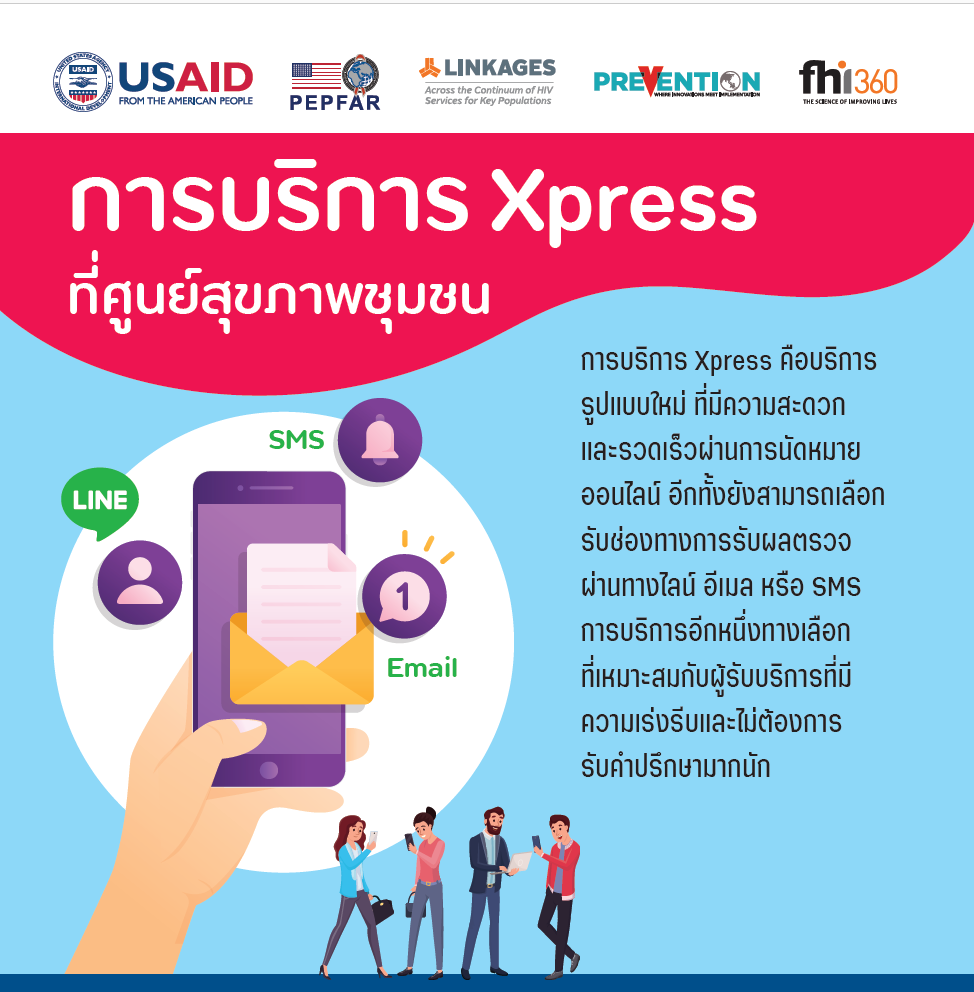 USAID
FROM THE AMERICAN PEOPLE
UNITED STATES AGENCY
INTERNATIONAL DEVELOPMENT
USAID
PEPFAR
LINKAGES
Across the Continuum of HIV
Services for Key Populations
PREVENTION
WHERE INNOVATIONS MEET IMPLEMENTATION
fhi360
THE SCIENCE OF IMPROVING LIVES
การบริการ Xpress
ที่ศูนย์สุขภาพชุมชน
การบริการ Xpress คือบริการ
รูปแบบใหม่ ที่มีความสะดวก
และรวดเร็วผ่านการนัดหมาย
ออนไลน์ อีกทั้งยังสามารถเลือก
รับช่องทางการรับผลตรวจ
ผ่านทางไลน์ อีเมล หรือ SMS
การบริการอีกหนึ่งทางเลือก
ที่เหมาะสมกับผู้รับบริการที่มี
ความเร่งรีบและไม่ต้องการ
รับคำปรึกษามากนัก
SMS
LINE
1
Email